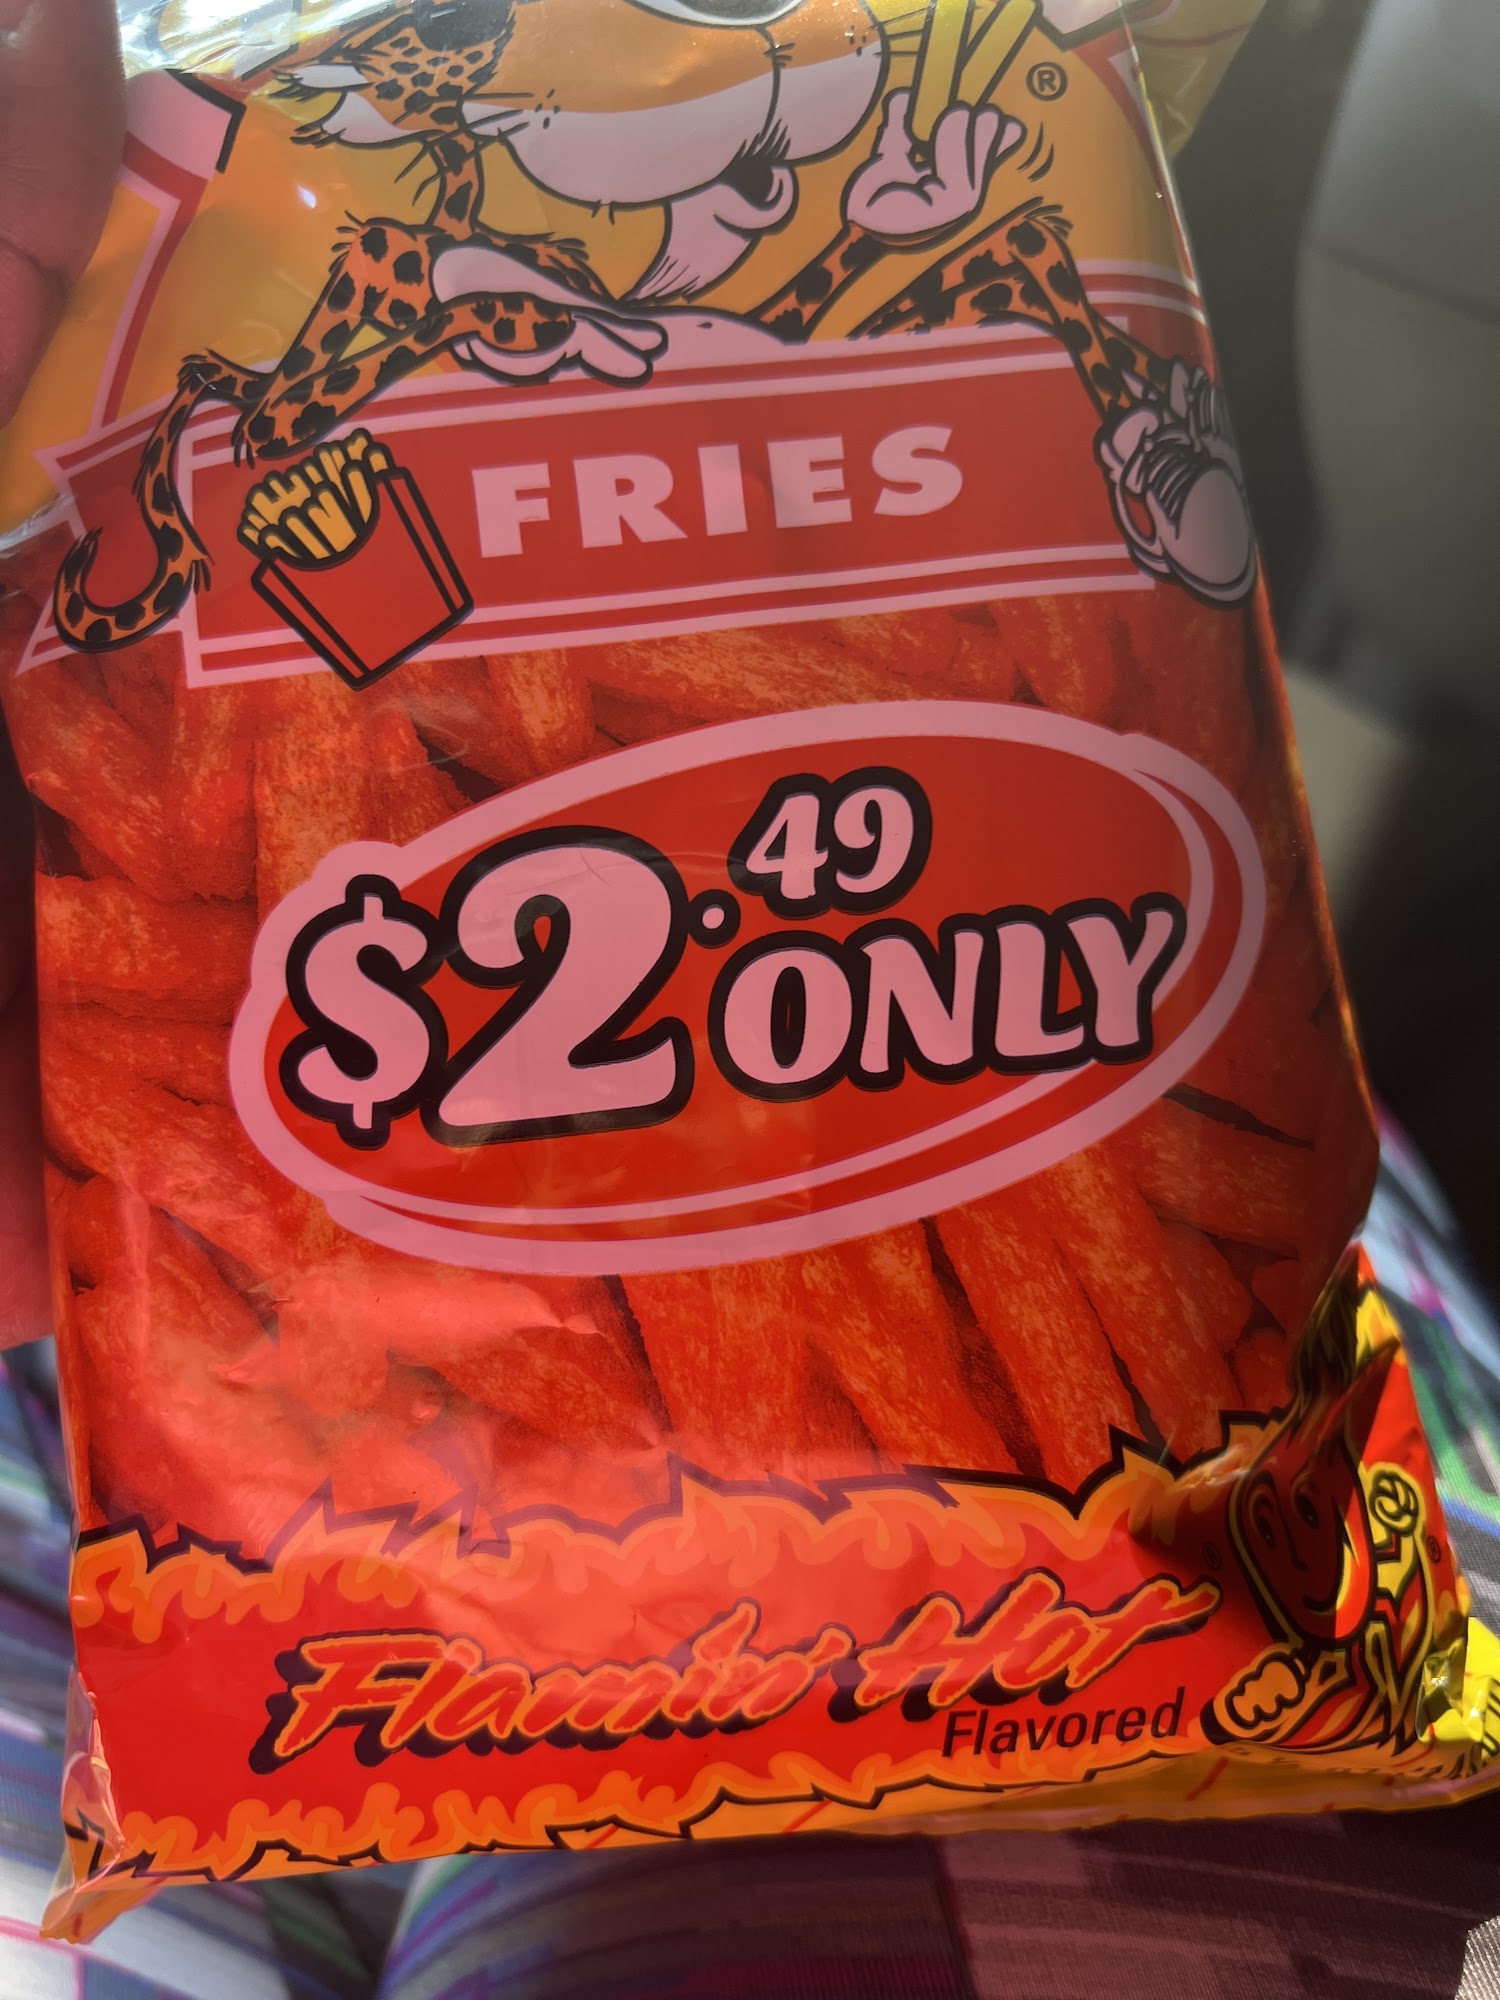 ®
FRIES
$2.49
ONLY
Flamin' Hot
Flavored